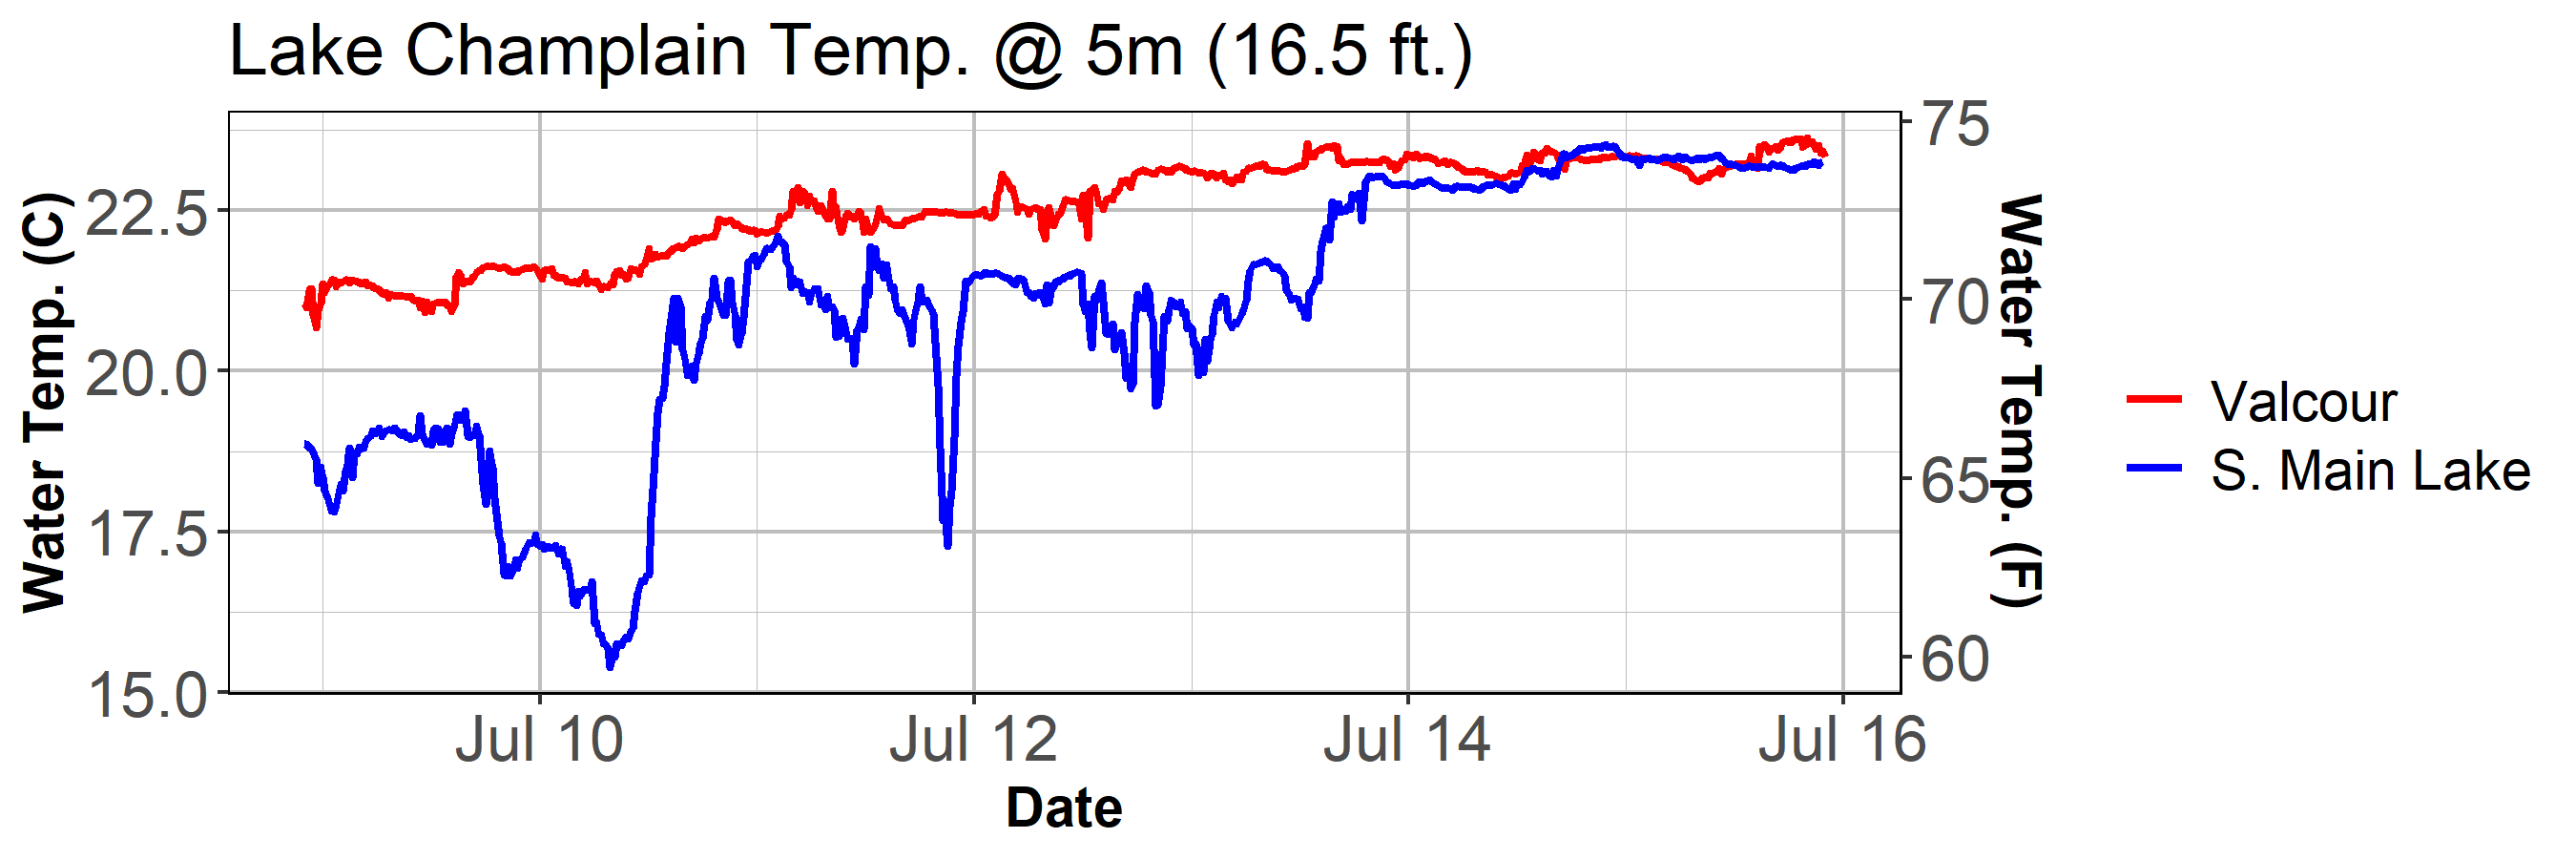 Lake Champlain Temp. @ 5m (16.5 ft.)
Water Temp. (C)
22.5
20.0
17.5
15.0
75
70
65
60
Water Temp. (F)
Jul 10
Jul 12
Jul 14
Jul 16
Date
Valcour
S. Main Lake